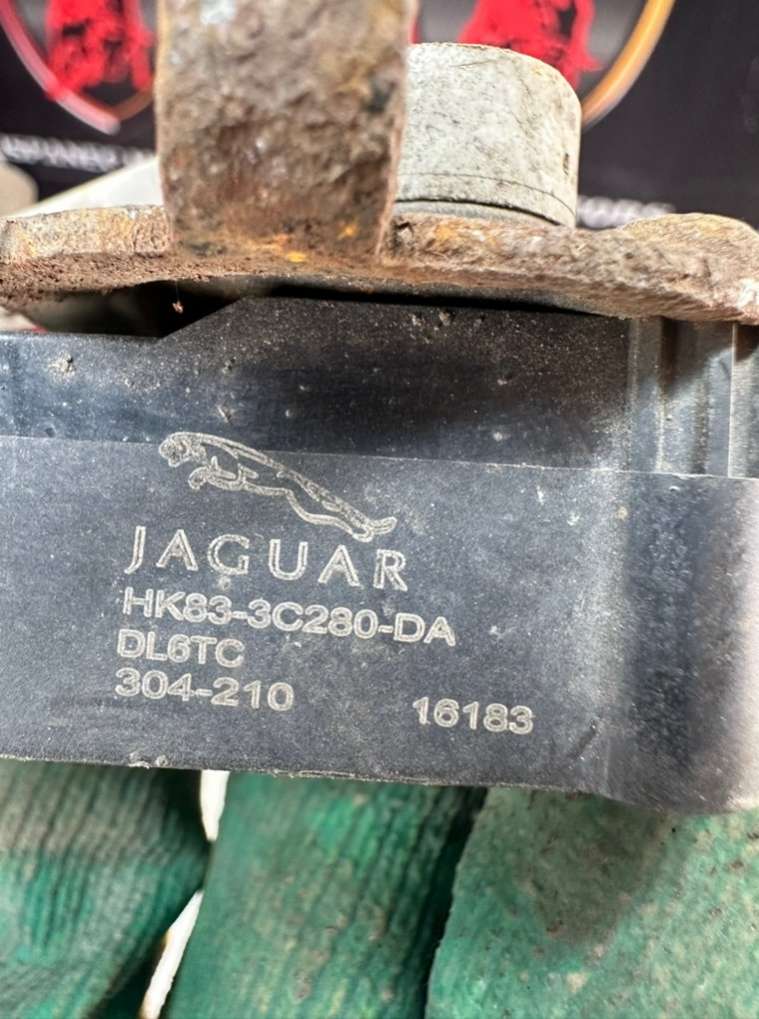 JAGUAR
HK83-3C280-DA
DL6TC
304-210 16183